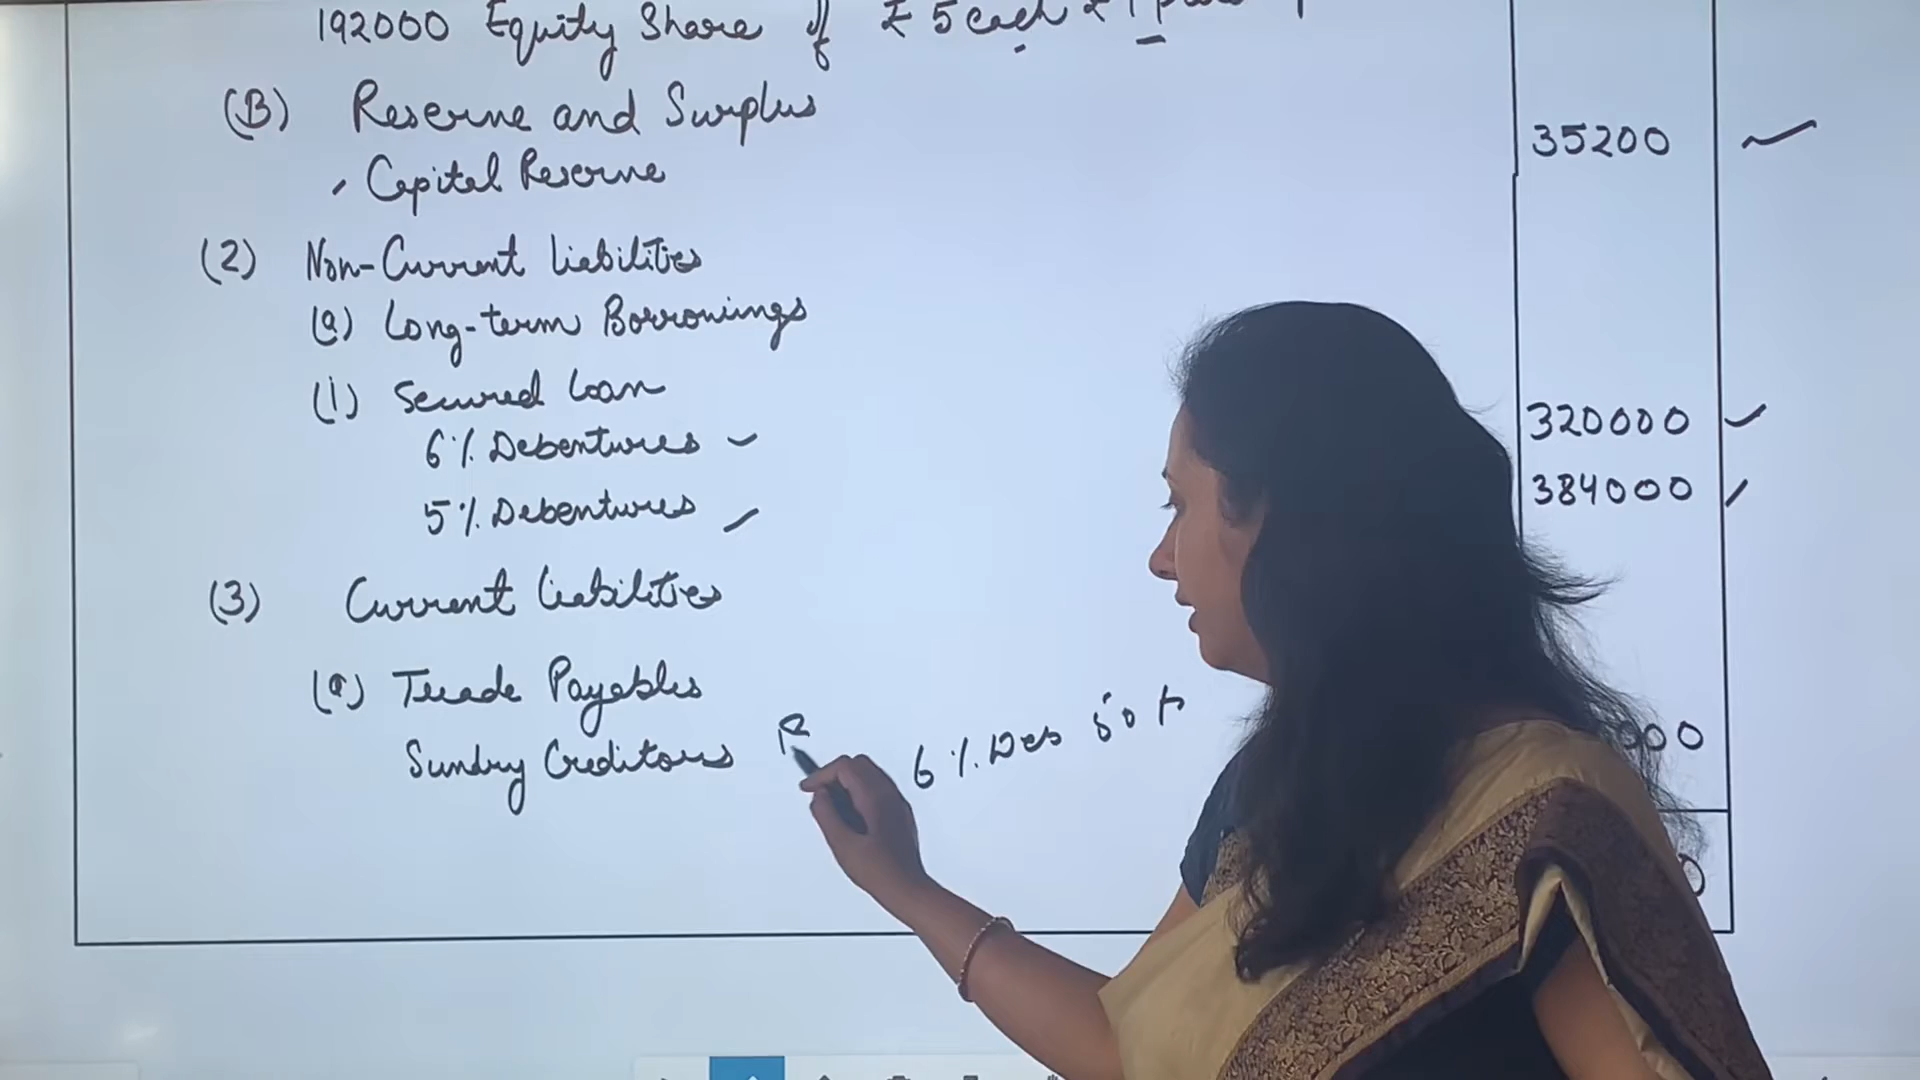 192000 Equity Share of ₹ 5 each ₹ 1
(B) Reserve and Surplus
35200
Capital Reserve
(2) Non-Current Liabilities
(a) Long-term Borrowings
(i) Secured Loan
6% Debentures 320000
5% Debentures 384000
(3) Current Liabilities
(a) Trade Payables
Sundry Creditors
6% Deb